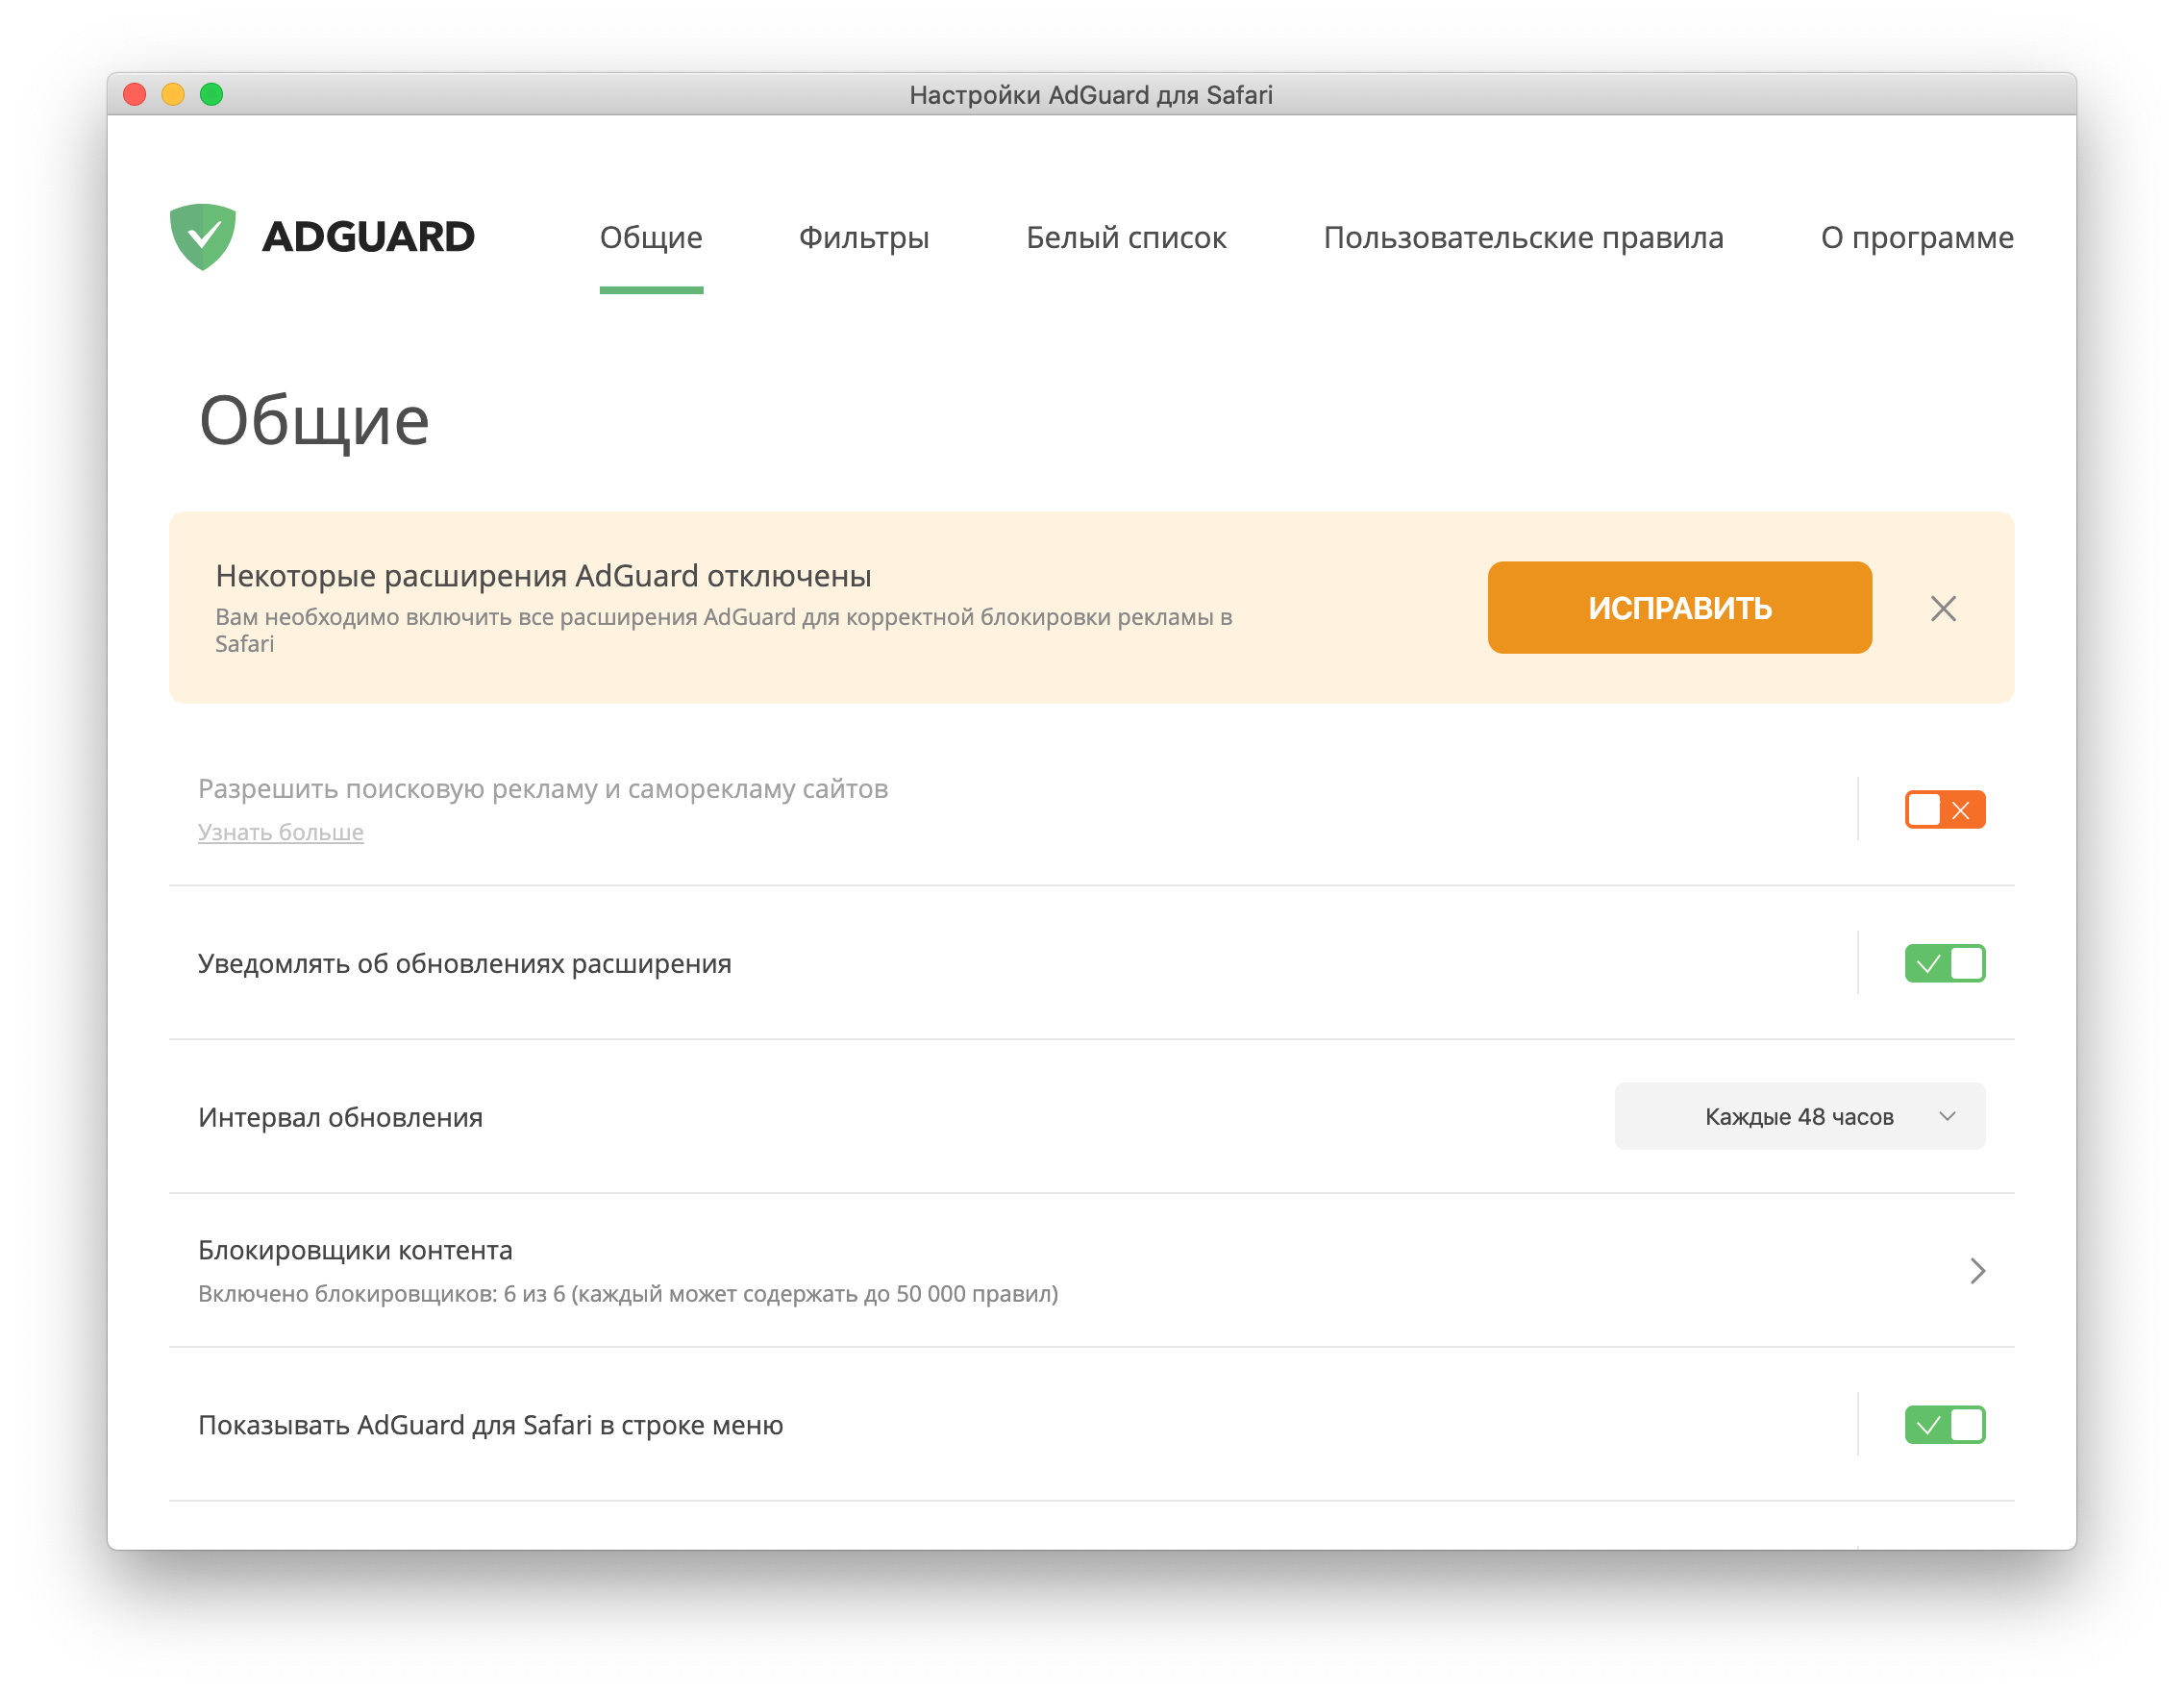 Настройки AdGuard для Safari
ADGUARD
Общие
Фильтры
Белый список
Пользовательские правила
О программе
Общие
Некоторые расширения AdGuard отключены
Вам необходимо включить все расширения AdGuard для корректной блокировки рекламы в
Safari
ИСПРАВИТЬ
Разрешить поисковую рекламу и саморекламу сайтов
Узнать больше
Уведомлять об обновлениях расширения
Интервал обновления
Каждые 48 часов
Блокировщики контента
Включено блокировщиков: 6 из 6 (каждый может содержать до 50 000 правил)
Показывать AdGuard для Safari в строке меню